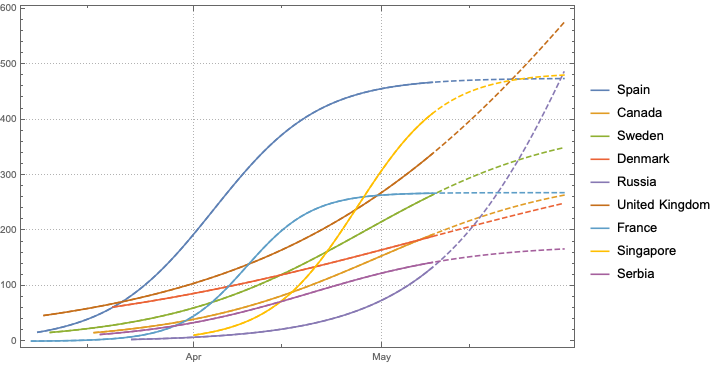 600
500
400
300
200
100
0
Apr
May
Spain
Canada
Sweden
Denmark
Russia
United Kingdom
France
Singapore
Serbia